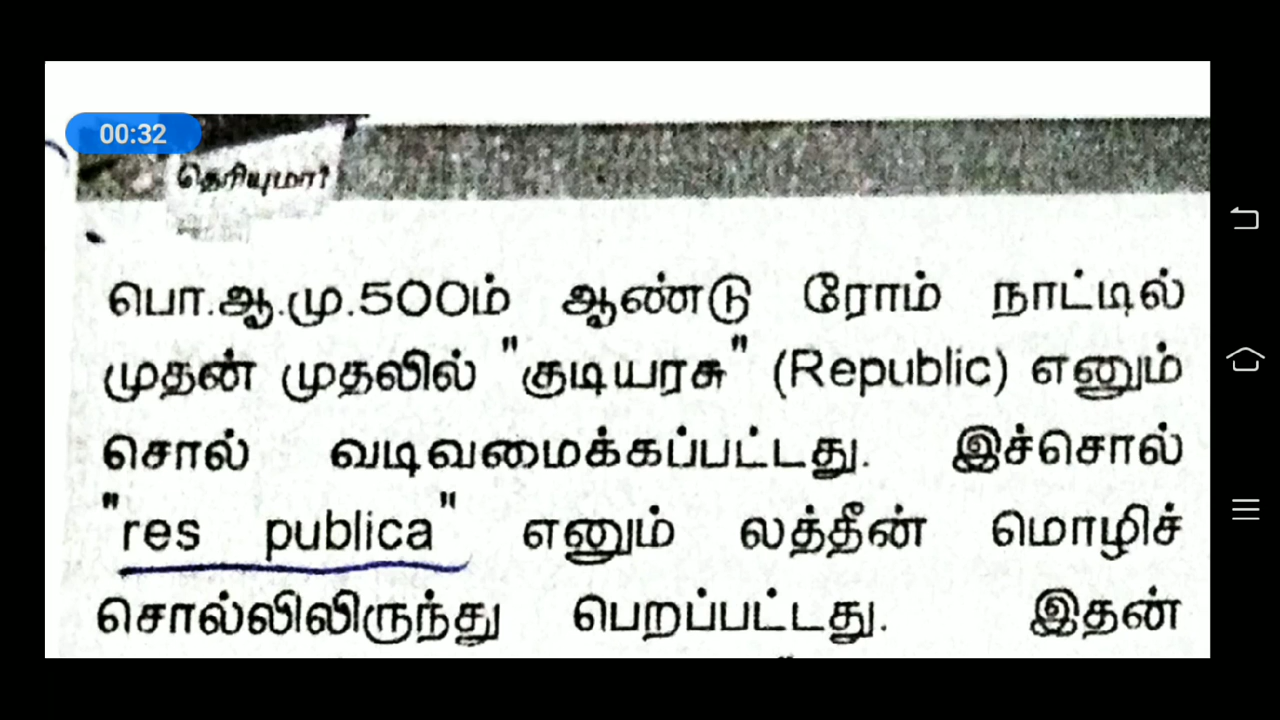 00:32
தெரியுமா?
பொ.ஆ.மு.500ம் ஆண்டு ரோம் நாட்டில்
முதன் முதலில் "குடியரசு" (Republic) எனும்
சொல் வடிவமைக்கப்பட்டது. இச்சொல்
"res publica" எனும் லத்தீன் மொழிச்
சொல்லிலிருந்து பெறப்பட்டது. இதன்